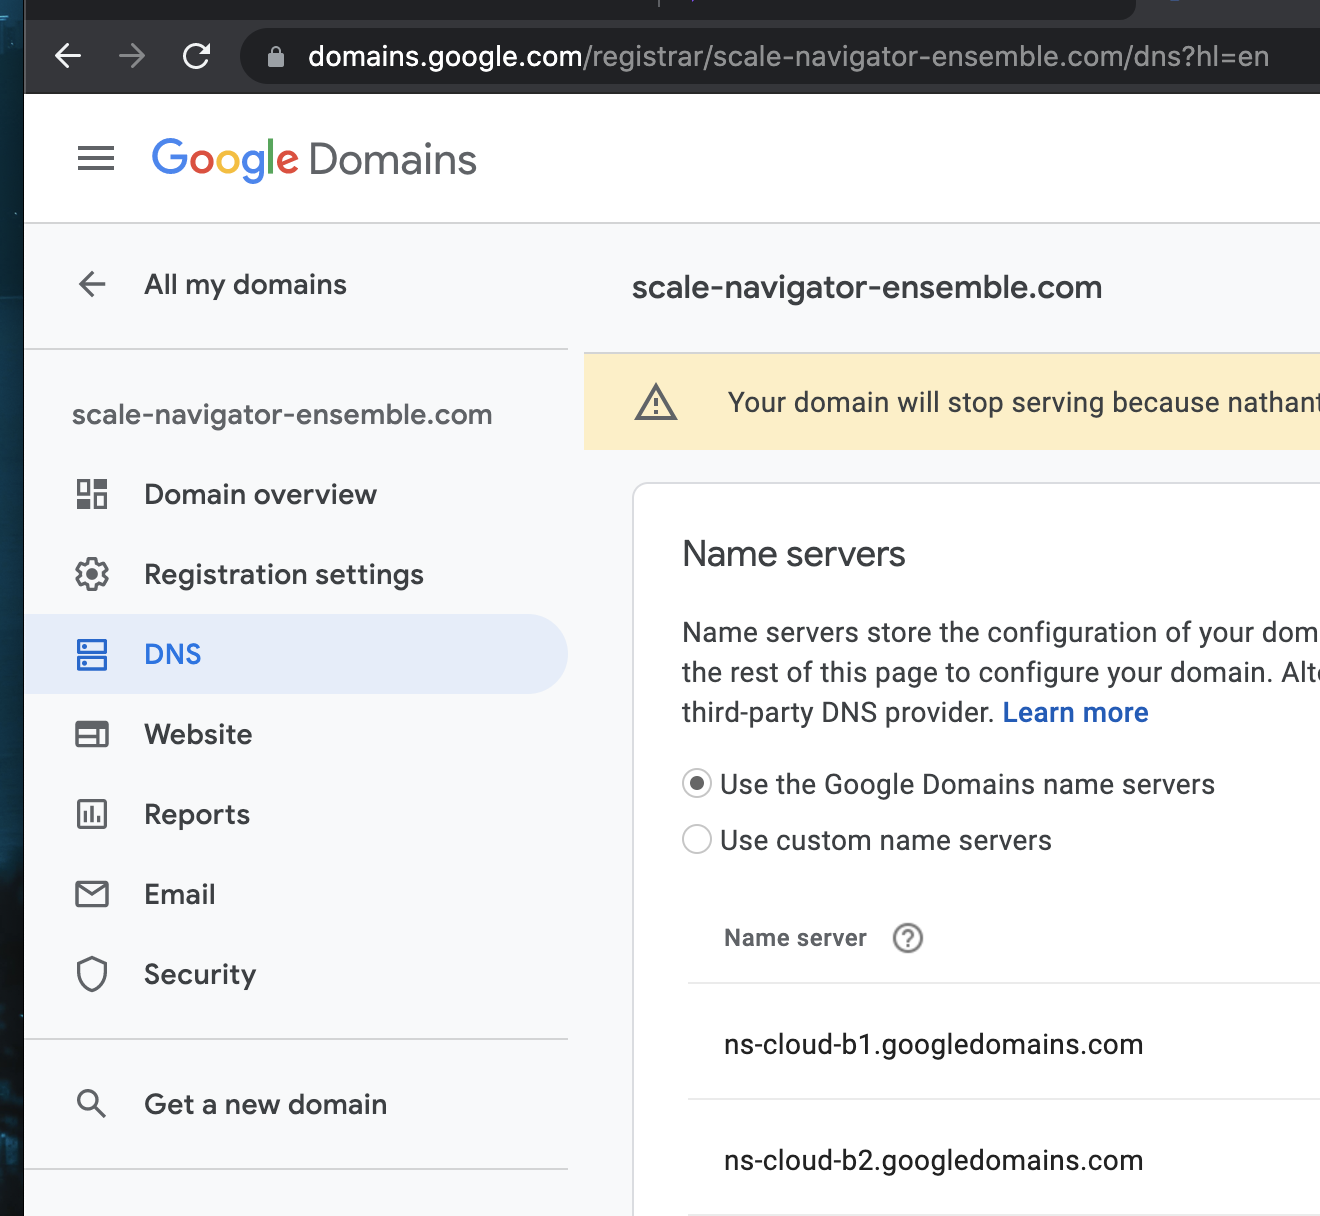 domains.google.com/registrar/scale-navigator-ensemble.com/dns?hl=en
Google Domains
All my domains
scale-navigator-ensemble.com
Domain overview
Registration settings
DNS
Website
Reports
Email
Security
Get a new domain
scale-navigator-ensemble.com
Your domain will stop serving because nathant
Name servers
Name servers store the configuration of your dom
the rest of this page to configure your domain. Alt
third-party DNS provider. Learn more
Use the Google Domains name servers
Use custom name servers
Name server
ns-cloud-b1.googledomains.com
ns-cloud-b2.googledomains.com